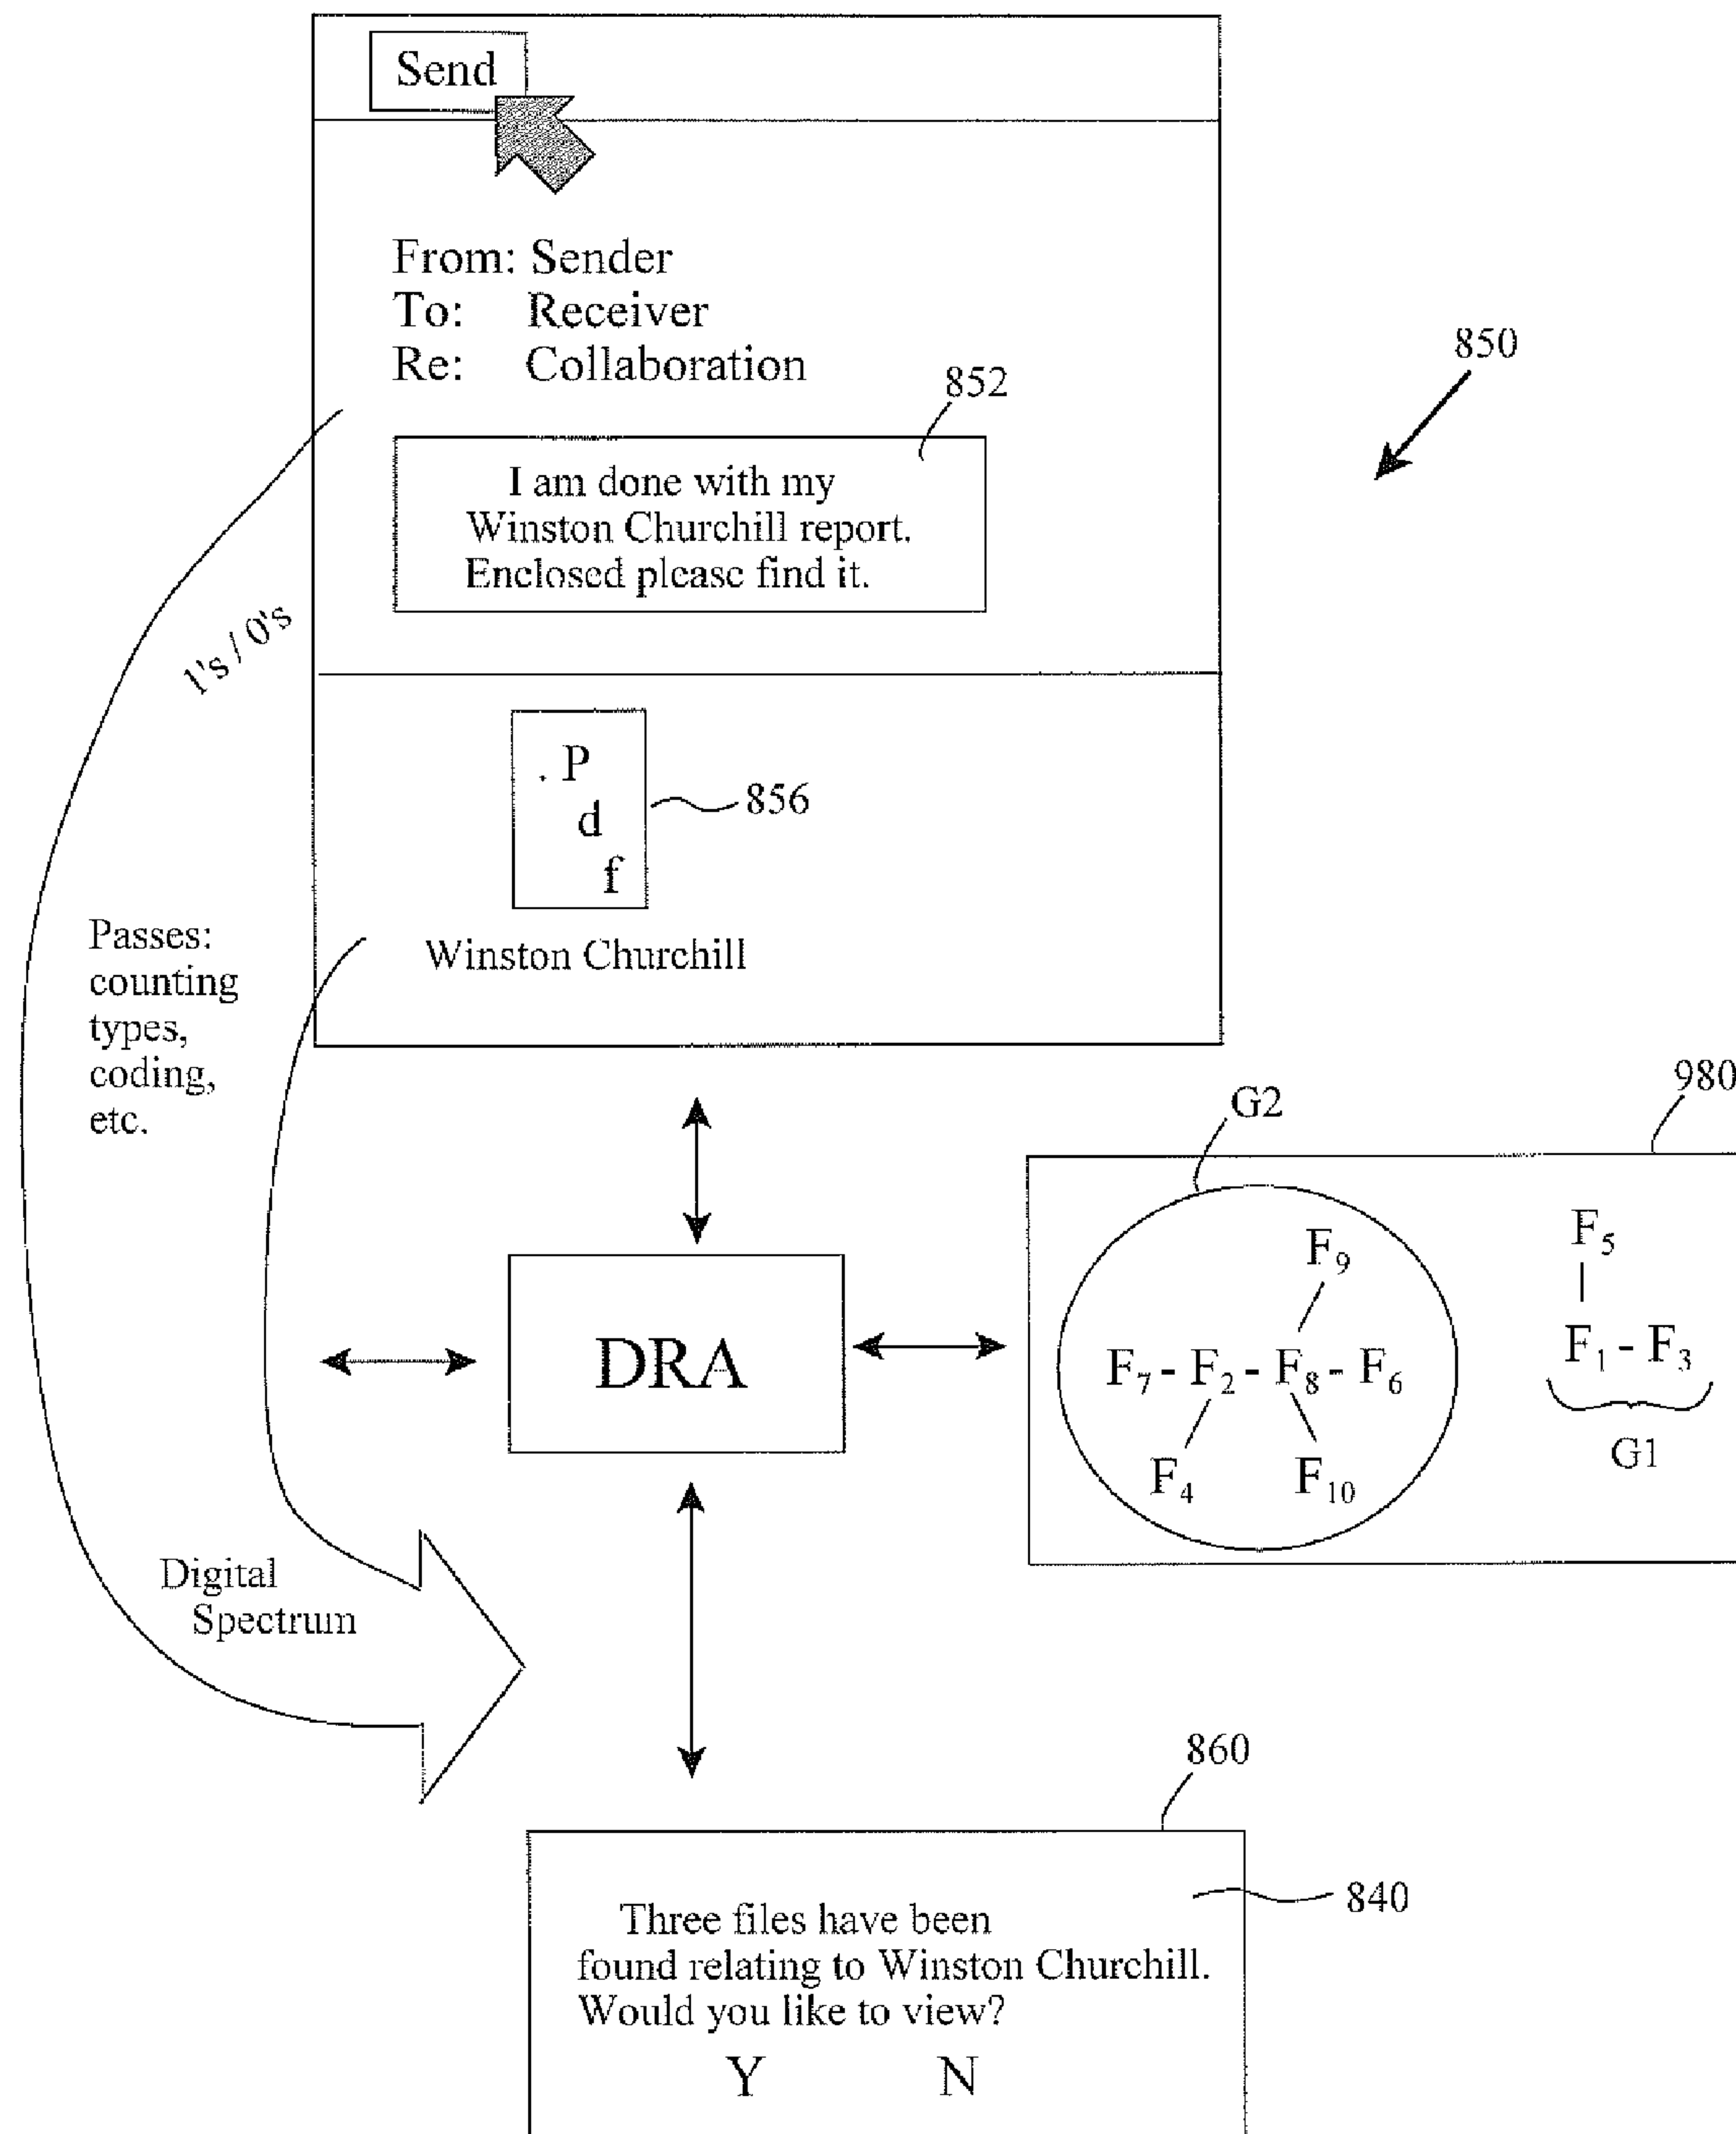 Send
From: Sender
To: Receiver
Re: Collaboration
850
852
I am done with my
Winston Churchill report.
Enclosed please find it.
1's / 0's
. P
d
f
856
Winston Churchill
Passes:
counting
types,
coding,
etc.
980
G2
F9
F7 - F2 - F8 - F6
F4
F10
F5
F1 - F3
G1
DRA
Digital
Spectrum
860
840
Three files have been
found relating to Winston Churchill.
Would you like to view?
Y N